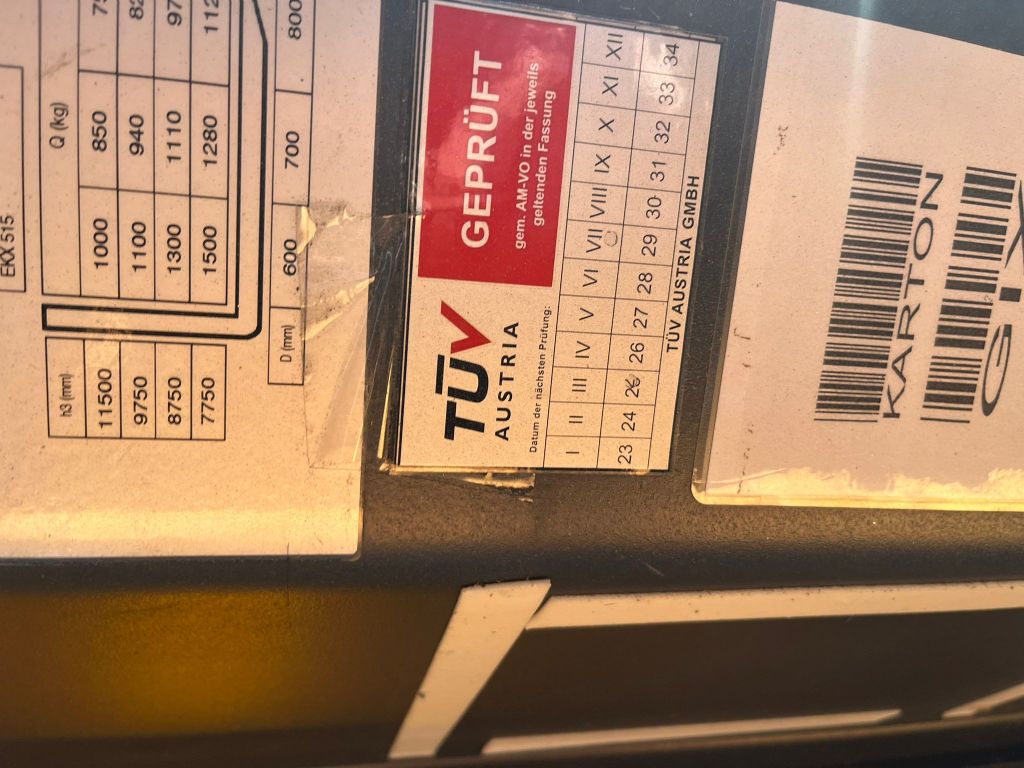 EKX 515
h3 (mm) Q (kg)
11500 1000 850
9750 1100 940
8750 1300 1110
7750 1500 1280
D (mm) 600 700 800
TÜV
AUSTRIA
GEPRÜFT
gem. AM-VO in der jeweils
geltenden Fassung
Datum der nächsten Prüfung:
I II III IV V VI VII VIII IX X XI XII
23 24 25 26 27 28 29 30 31 32 33 34
TÜV AUSTRIA GMBH
KARTON